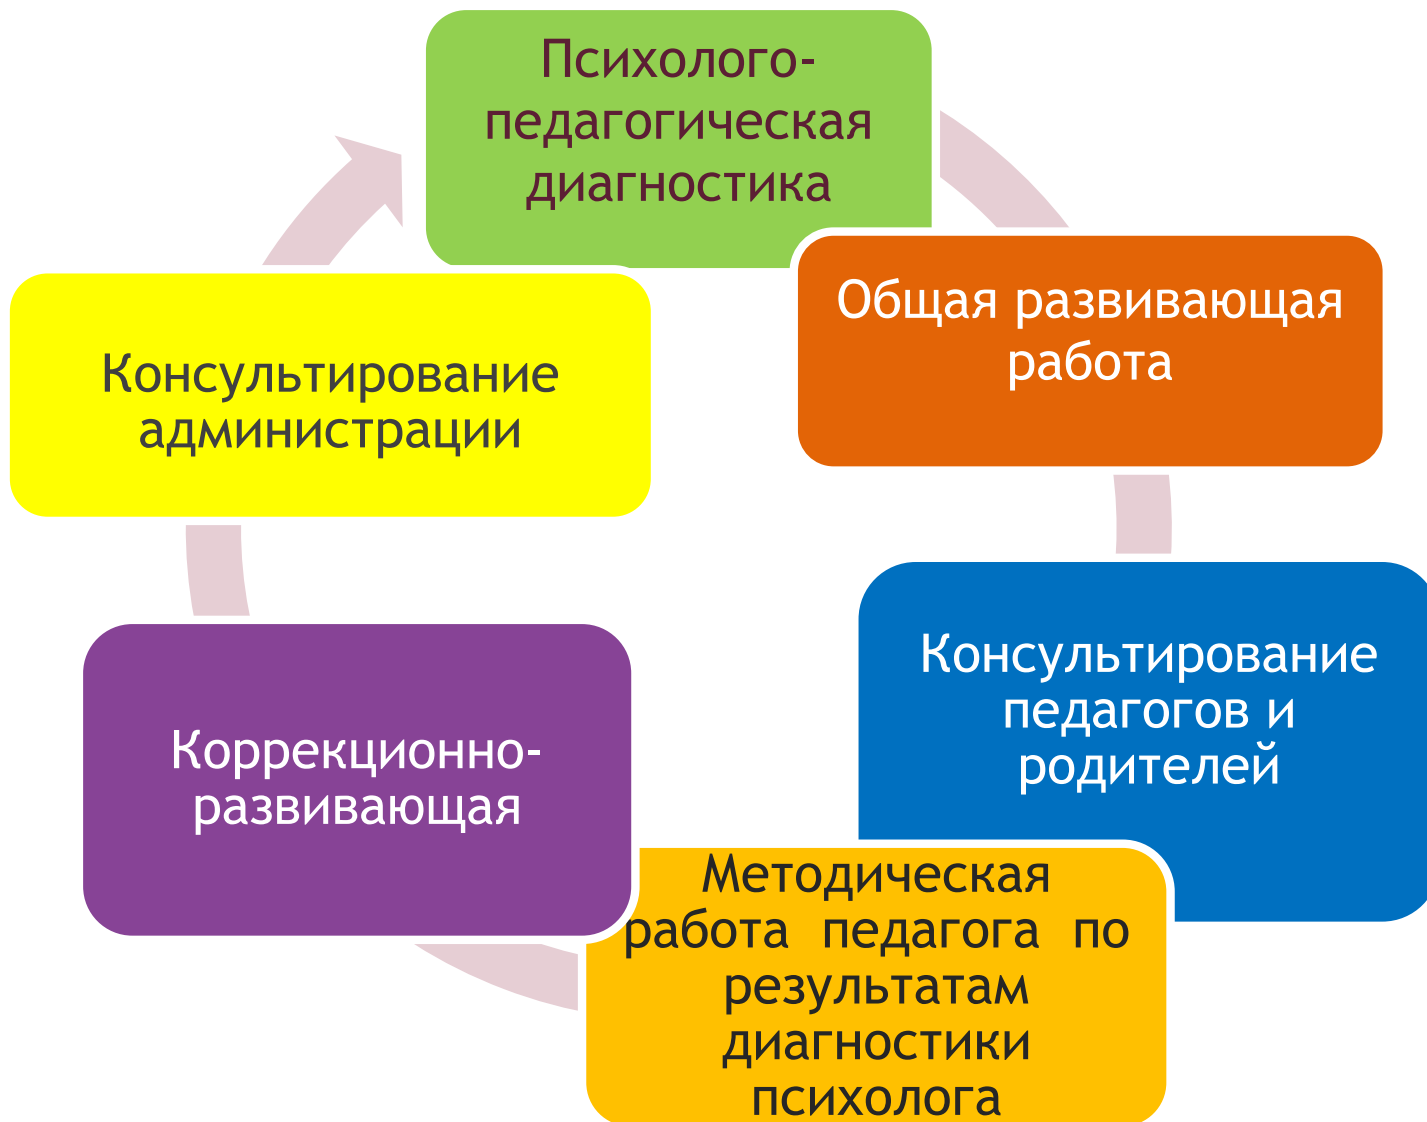 Психолого-
педагогическая
диагностика
Общая развивающая
работа
Консультирование
педагогов и
родителей
Методическая
работа педагога по
результатам
диагностики
психолога
Коррекционно-
развивающая
Консультирование
администрации